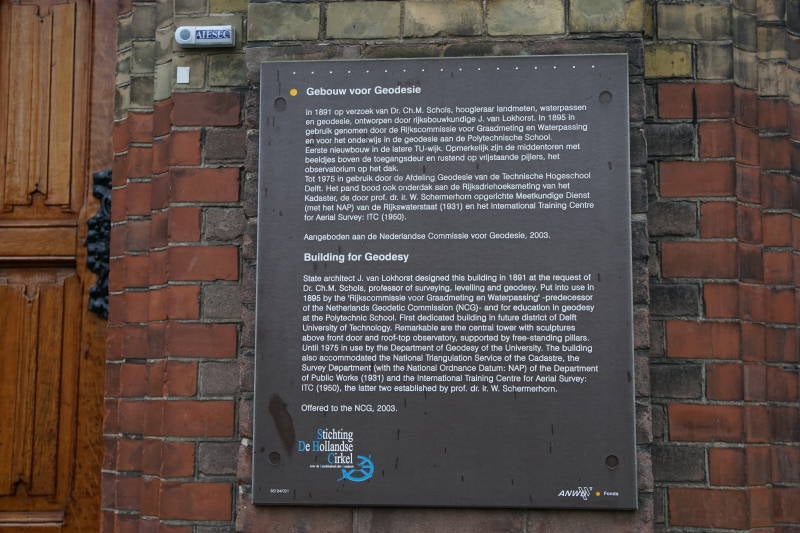 AIESEC
Gebouw voor Geodesie
In 1891 op verzoek van Dr. Ch.M. Schols, hoogleraar landmeten, waterpassen
en geodesie, ontworpen door rijksbouwkundige J. van Lokhorst. In 1895 in
gebruik genomen door de Rijkscommissie voor Graadmeting en Waterpassing
en voor het onderwijs in de geodesie aan de Polytechnische School.
Eerste nieuwbouw in de latere TU-wijk. Opmerkelijk zijn de middentoren met
beeldjes boven de toegangsdeur en rustend op vrijstaande pijlers, het
observatorium op het dak.
Tot 1975 in gebruik door de Afdeling Geodesie van de Technische Hogeschool
Delft. Het pand bood ook onderdak aan de Rijksdriehoeksmeting van het
Kadaster, de door prof. dr. ir. W. Schermerhorn opgerichte Meetkundige Dienst
(met het NAP) van de Rijkswaterstaat (1931) en het International Training Centre
for Aerial Survey: ITC (1950).
Aangeboden aan de Nederlandse Commissie voor Geodesie, 2003.
Building for Geodesy
State architect J. van Lokhorst designed this building in 1891 at the request of
Dr. Ch.M. Schols, professor of surveying, levelling and geodesy. Put into use in
1895 by the 'Rijkscommissie voor Graadmeting en Waterpassing' -predecessor
of the Netherlands Geodetic Commission (NCG)- and for education in geodesy
at the Polytechnic School. First dedicated building in future district of Delft
University of Technology. Remarkable are the central tower with sculptures
above front door and roof-top observatory, supported by free-standing pillars.
Until 1975 in use by the Department of Geodesy of the University. The building
also accommodated the National Triangulation Service of the Cadastre, the
Survey Department (with the National Ordnance Datum: NAP) of the Department
of Public Works (1931) and the International Training Centre for Aerial Survey:
ITC (1950), the latter two established by prof. dr. ir. W. Schermerhorn.
Offered to the NCG, 2003.
Stichting
De Hollandse
Cirkel
ANWB Fonds